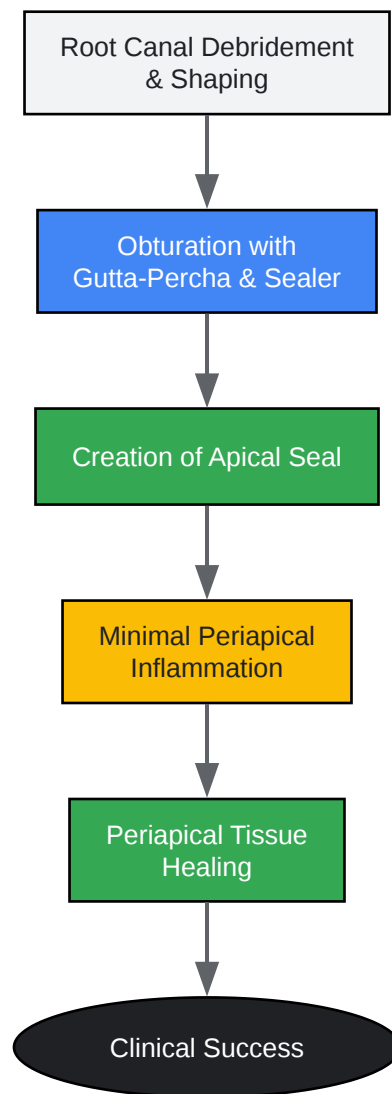 Root Canal Debridement
& Shaping
Obturation with
Gutta-Percha & Sealer
Creation of Apical Seal
Minimal Periapical
Inflammation
Periapical Tissue
Healing
Clinical Success